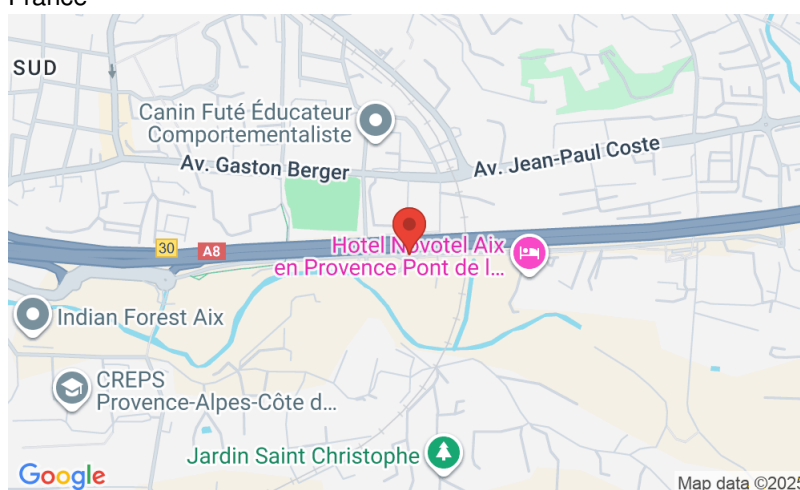 France
SUD
Canin Futé Éducateur
Comportementaliste
Av. Gaston Berger
Av. Jean-Paul Coste
30
A8
Hotel Novotel Aix
en Provence Pont de l...
Indian Forest Aix
CREPS
Provence-Alpes-Côte d...
Jardin Saint Christophe
Google
Map data ©2025